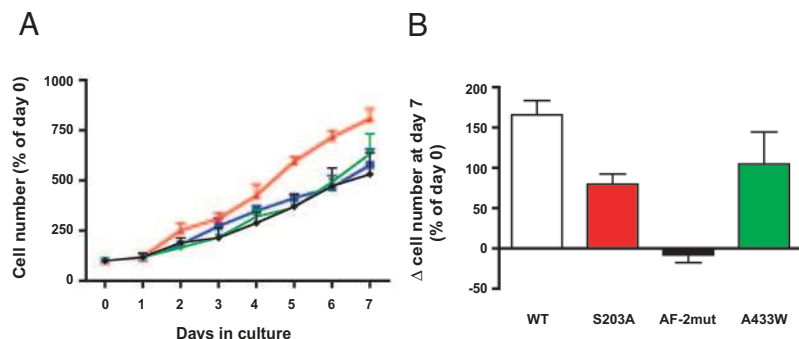 A
B
Cell number (% of day 0)
1000
750
500
250
0
0 1 2 3 4 5 6 7
Days in culture
Δ cell number at day 7
(% of day 0)
200
150
100
50
0
-50
WT S203A AF-2mut A433W